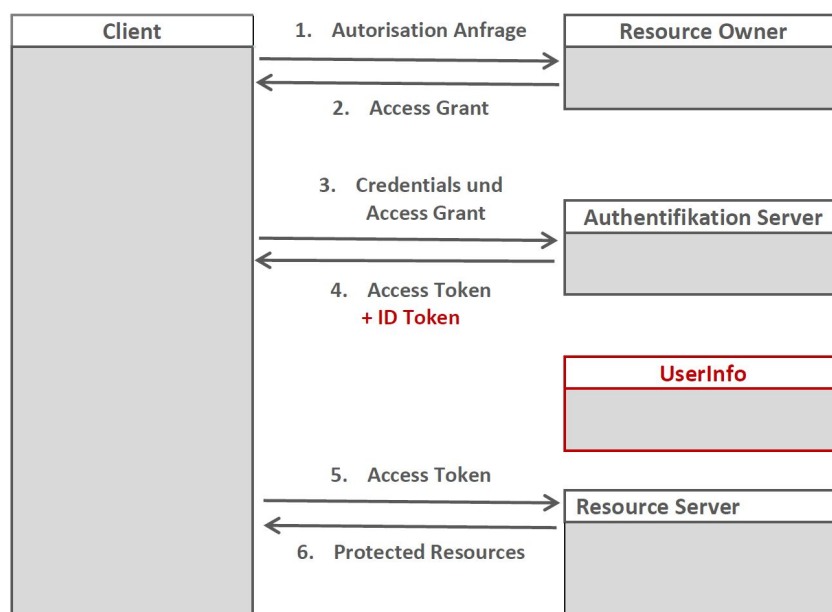 Client
1. Autorisation Anfrage
Resource Owner
2. Access Grant
3. Credentials und
Access Grant
Authentifikation Server
4. Access Token
+ ID Token
UserInfo
5. Access Token
Resource Server
6. Protected Resources